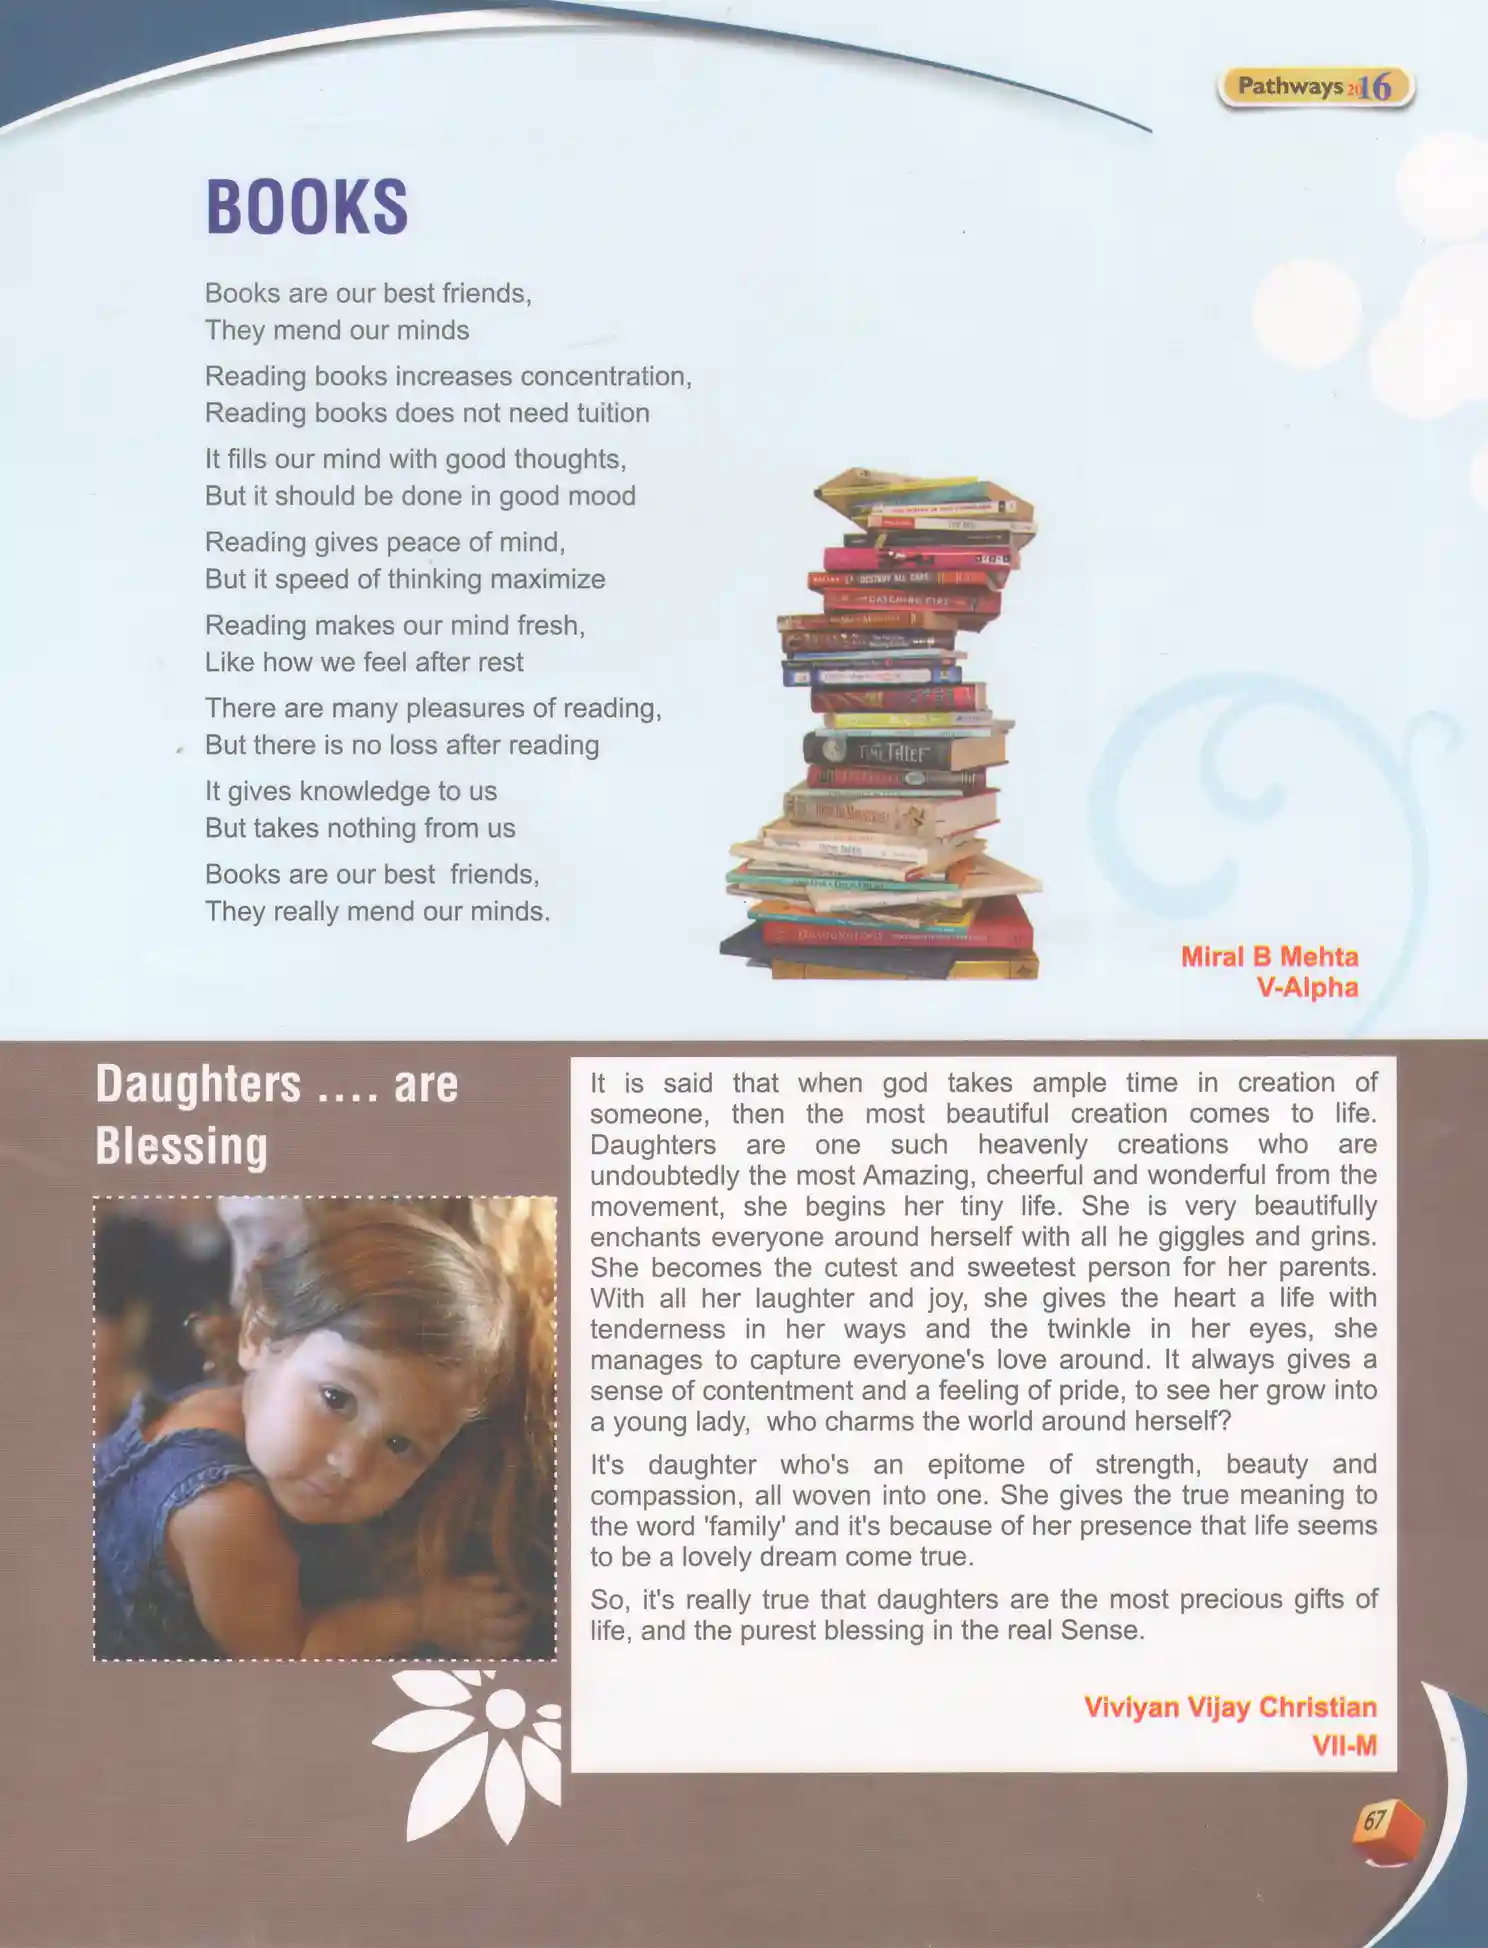 Pathways 2016
BOOKS
Books are our best friends,
They mend our minds
Reading books increases concentration,
Reading books does not need tuition
It fills our mind with good thoughts,
But it should be done in good mood
Reading gives peace of mind,
But it speed of thinking maximize
Reading makes our mind fresh,
Like how we feel after rest
There are many pleasures of reading,
But there is no loss after reading
It gives knowledge to us
But takes nothing from us
Books are our best friends,
They really mend our minds.
DESTROY ALL CARS
CATCHING FIRE
TIME THIEF
Miral B Mehta
V-Alpha
Daughters .... are
Blessing
It is said that when god takes ample time in creation of
someone, then the most beautiful creation comes to life.
Daughters are one such heavenly creations who are
undoubtedly the most Amazing, cheerful and wonderful from the
movement, she begins her tiny life. She is very beautifully
enchants everyone around herself with all he giggles and grins.
She becomes the cutest and sweetest person for her parents.
With all her laughter and joy, she gives the heart a life with
tenderness in her ways and the twinkle in her eyes, she
manages to capture everyone's love around. It always gives a
sense of contentment and a feeling of pride, to see her grow into
a young lady, who charms the world around herself?
It's daughter who's an epitome of strength, beauty and
compassion, all woven into one. She gives the true meaning to
the word 'family' and it's because of her presence that life seems
to be a lovely dream come true.
So, it's really true that daughters are the most precious gifts of
life, and the purest blessing in the real Sense.
Viviyan Vijay Christian
VII-M
67